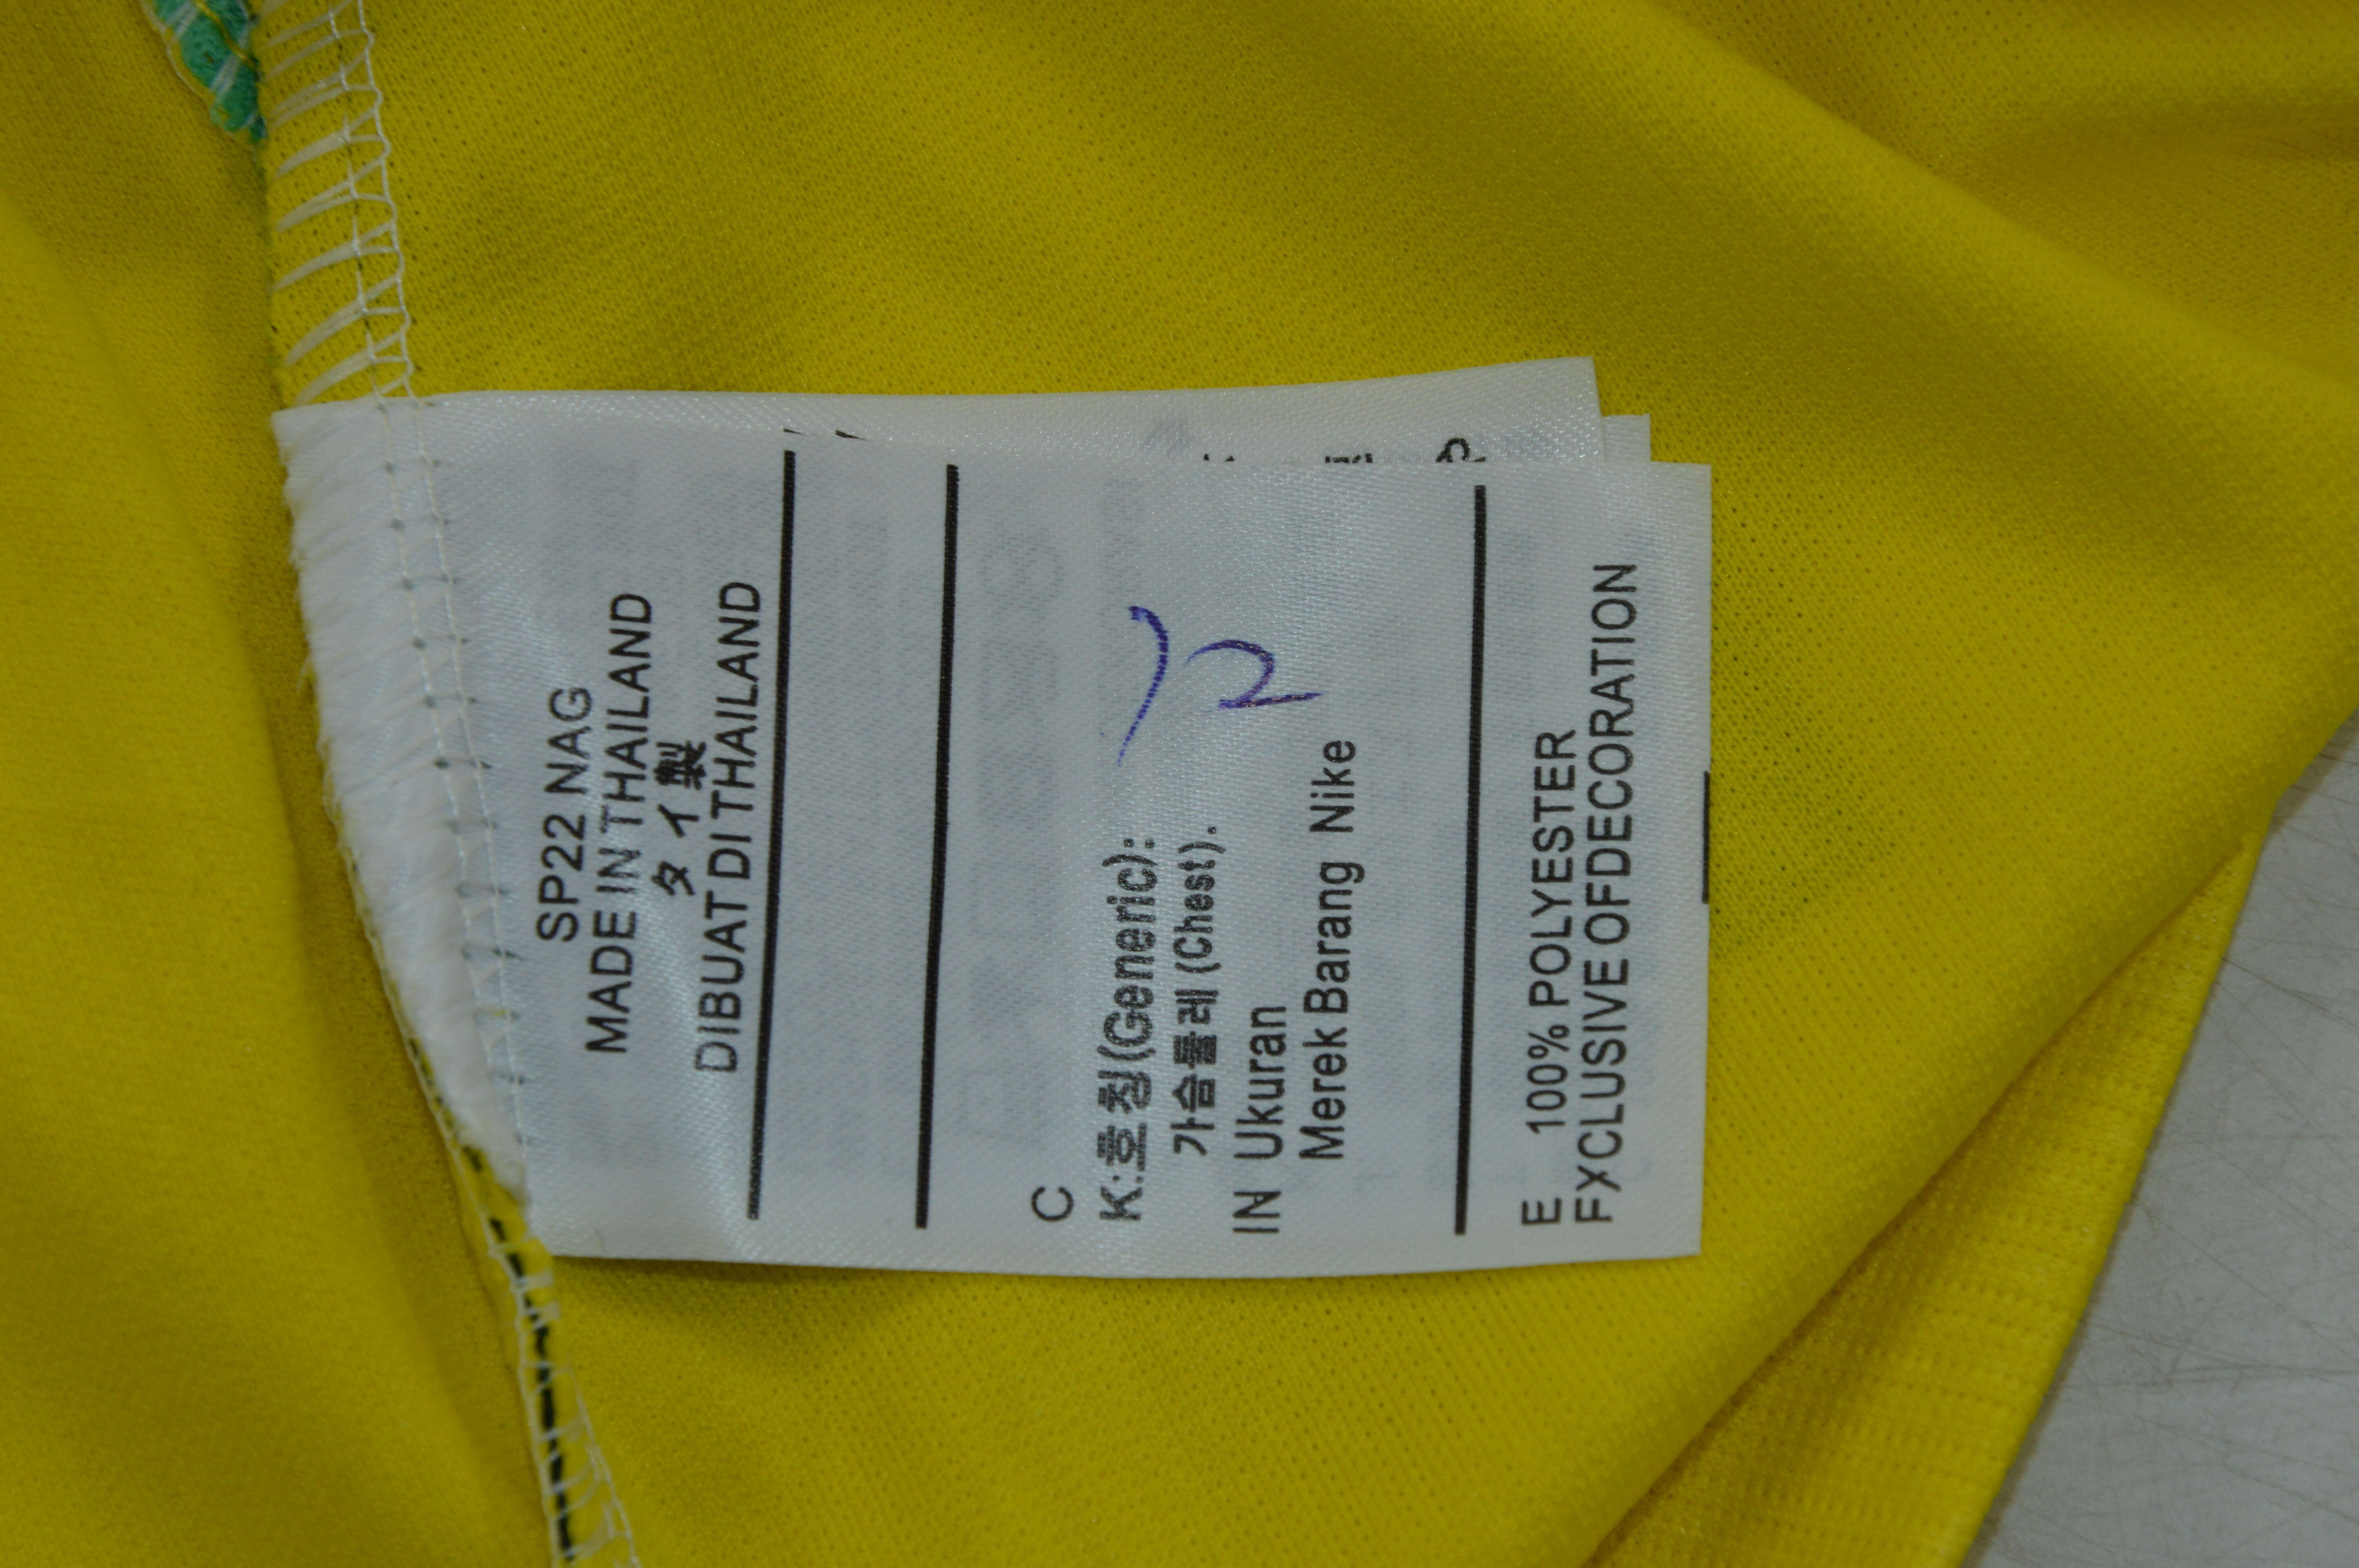 SP22 NAG
MADE IN THAILAND
タイ製
DIBUAT DI THAILAND
C
K:호칭(Generic):
가슴둘레(Chest).
IN Ukuran
Merek Barang Nike
E 100% POLYESTER
EXCLUSIVE OFDECORATION